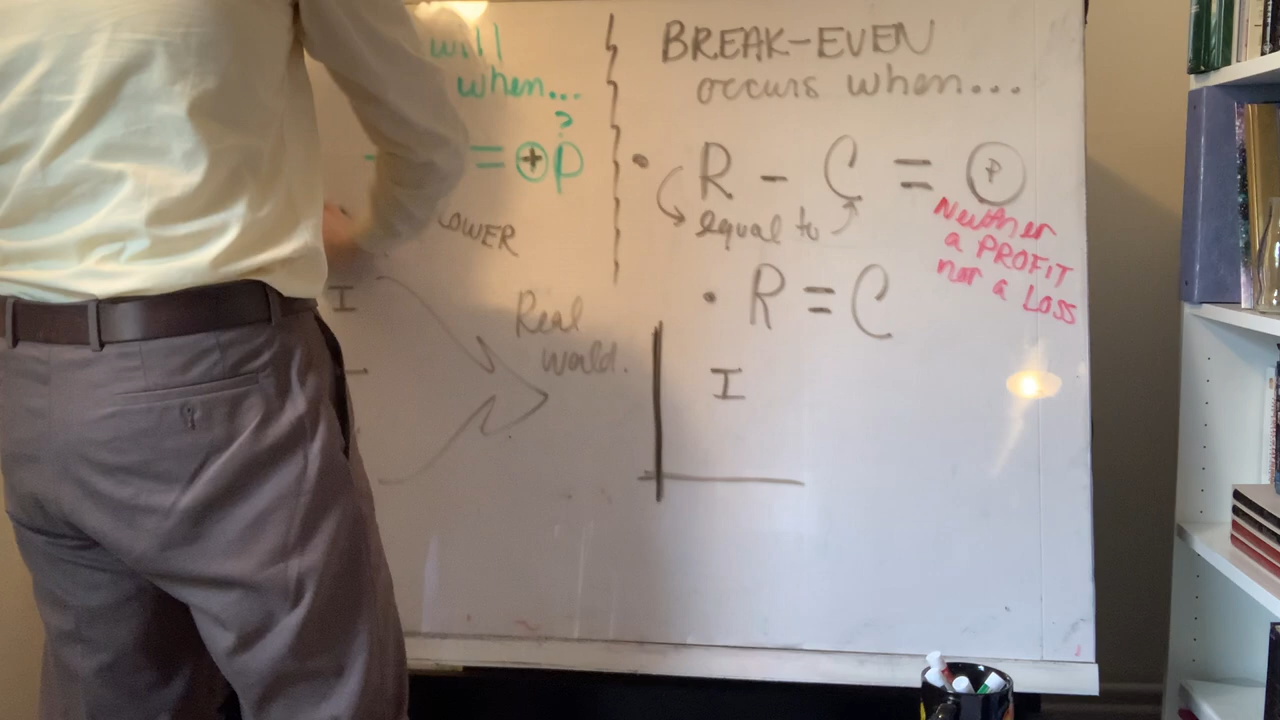 will
when...
?
= + P
LOWER
I
Real
world.
BREAK-EVEN
occurs when...
• R - C = P
equal to
Neither
a PROFIT
nor a LOSS
• R = C
I